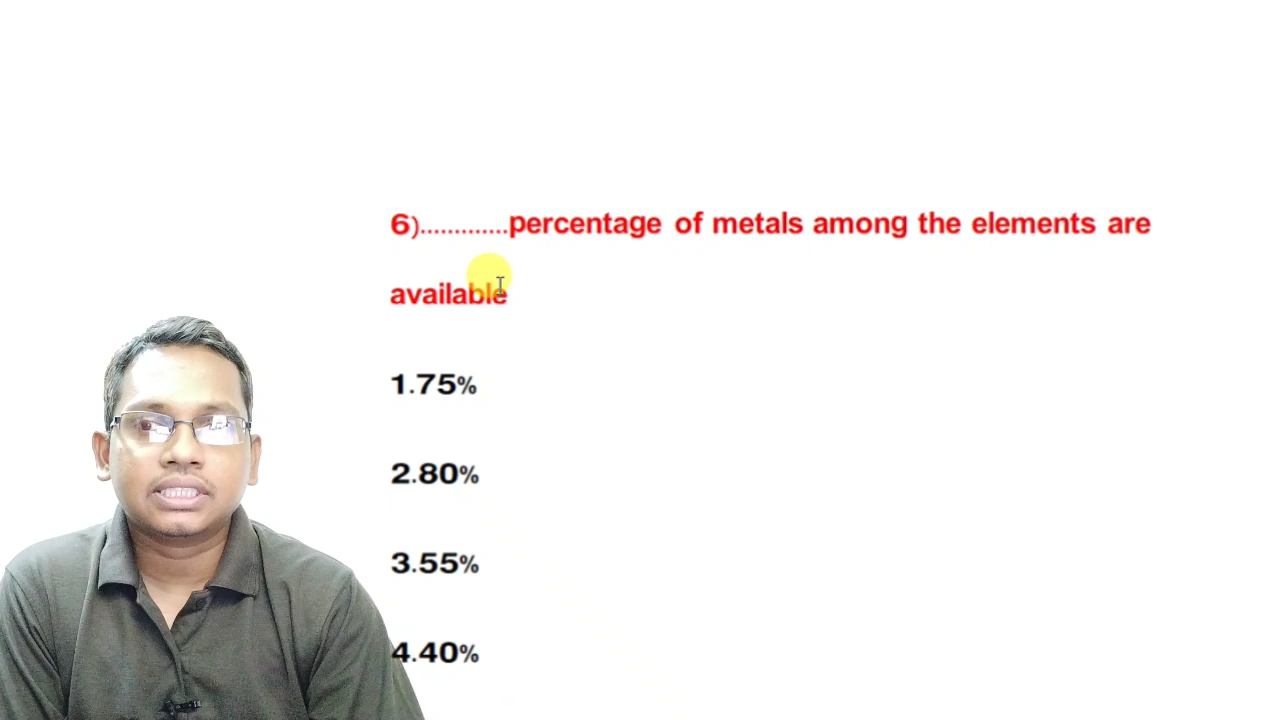 6).............percentage of metals among the elements are
available
1.75%
2.80%
3.55%
4.40%